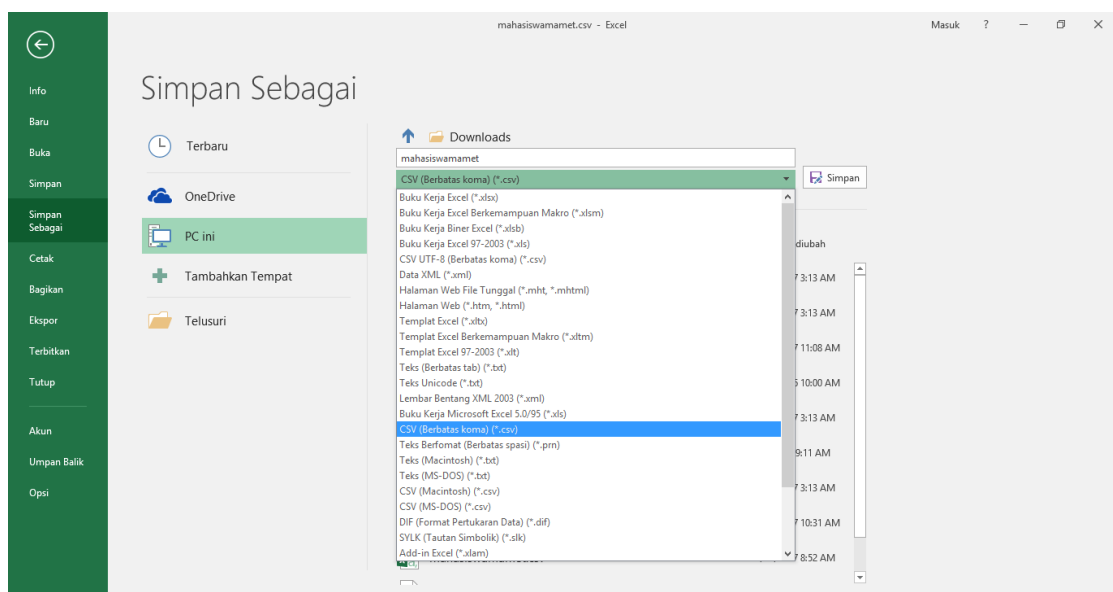 mahasiswamamet.csv - Excel
Masuk ?
Info
Baru
Buka
Simpan
Simpan
Sebagai
Cetak
Bagikan
Ekspor
Terbitkan
Tutup
Akun
Umpan Balik
Opsi
Simpan Sebagai
Terbaru
OneDrive
PC ini
Tambahkan Tempat
Telusuri
Downloads
mahasiswamamet
CSV (Berbatas koma) (*.csv)
Simpan
Buku Kerja Excel (*.xlsx)
Buku Kerja Excel Berkemampuan Makro (*.xlsm)
Buku Kerja Biner Excel (*.xlsb)
Buku Kerja Excel 97-2003 (*.xls)
CSV UTF-8 (Berbatas koma) (*.csv)
Data XML (*.xml)
Halaman Web File Tunggal (*.mht, *.mhtml)
Halaman Web (*.htm, *.html)
Templat Excel (*.xltx)
Templat Excel Berkemampuan Makro (*.xltm)
Templat Excel 97-2003 (*.xlt)
Teks (Berbatas tab) (*.txt)
Teks Unicode (*.txt)
Lembar Bentang XML 2003 (*.xml)
Buku Kerja Microsoft Excel 5.0/95 (*.xls)
CSV (Berbatas koma) (*.csv)
Teks Berfomat (Berbatas spasi) (*.prn)
Teks (Macintosh) (*.txt)
Teks (MS-DOS) (*.txt)
CSV (Macintosh) (*.csv)
CSV (MS-DOS) (*.csv)
DIF (Format Pertukaran Data) (*.dif)
SYLK (Tautan Simbolik) (*.slk)
Add-in Excel (*.xlam)
diubah
7 3:13 AM
7 3:13 AM
7 11:08 AM
10:00 AM
7 3:13 AM
9:11 AM
7 3:13 AM
7 10:31 AM
7 8:52 AM